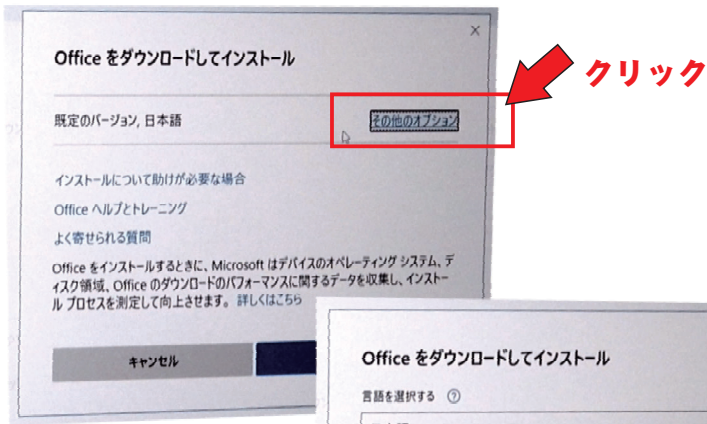 Office をダウンロードしてインストール
クリック
既定のバージョン, 日本語
その他のオプション
インストールについて助けが必要な場合
Office ヘルプとトレーニング
よく寄せられる質問
Office をインストールするときに、Microsoft はデバイスのオペレーティング システム、デ
ィスク領域、Office のダウンロードのパフォーマンスに関するデータを収集し、インストー
ル プロセスを測定して向上させます。詳しくはこちら
キャンセル
Office をダウンロードしてインストール
言語を選択する